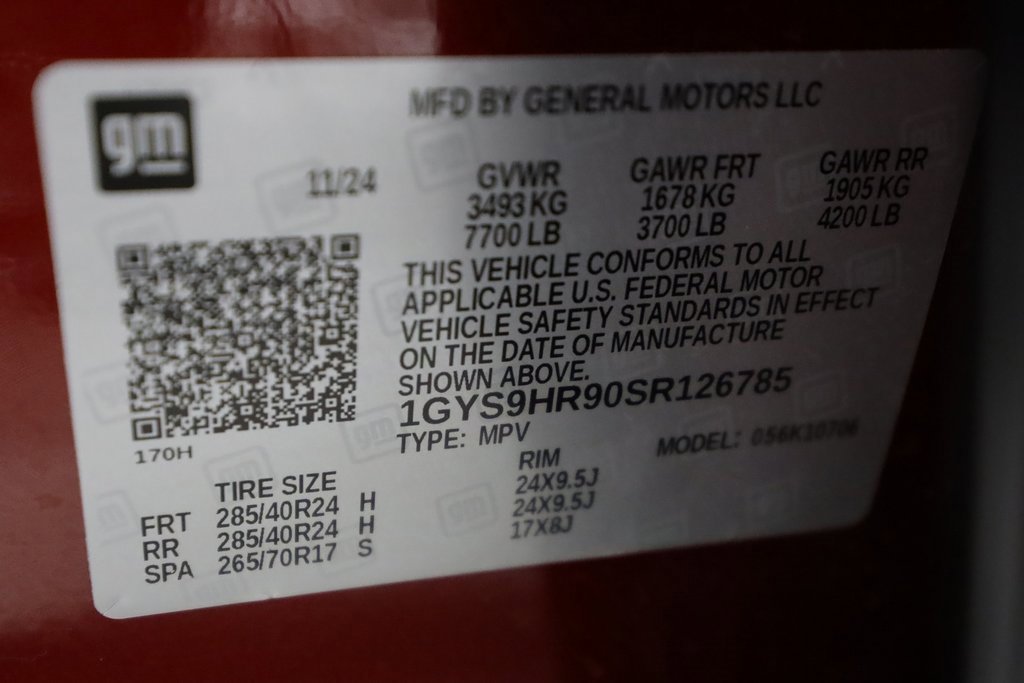 gm
MFD BY GENERAL MOTORS LLC
11/24
GVWR GAWR FRT GAWR RR
3493 KG 1678 KG 1905 KG
7700 LB 3700 LB 4200 LB
THIS VEHICLE CONFORMS TO ALL
APPLICABLE U.S. FEDERAL MOTOR
VEHICLE SAFETY STANDARDS IN EFFECT
ON THE DATE OF MANUFACTURE
SHOWN ABOVE.
1GYS9HR90SR126785
TYPE: MPV MODEL: 056K10706
170H
TIRE SIZE RIM
FRT 285/40R24 H 24X9.5J
RR 285/40R24 H 24X9.5J
SPA 265/70R17 S 17X8J